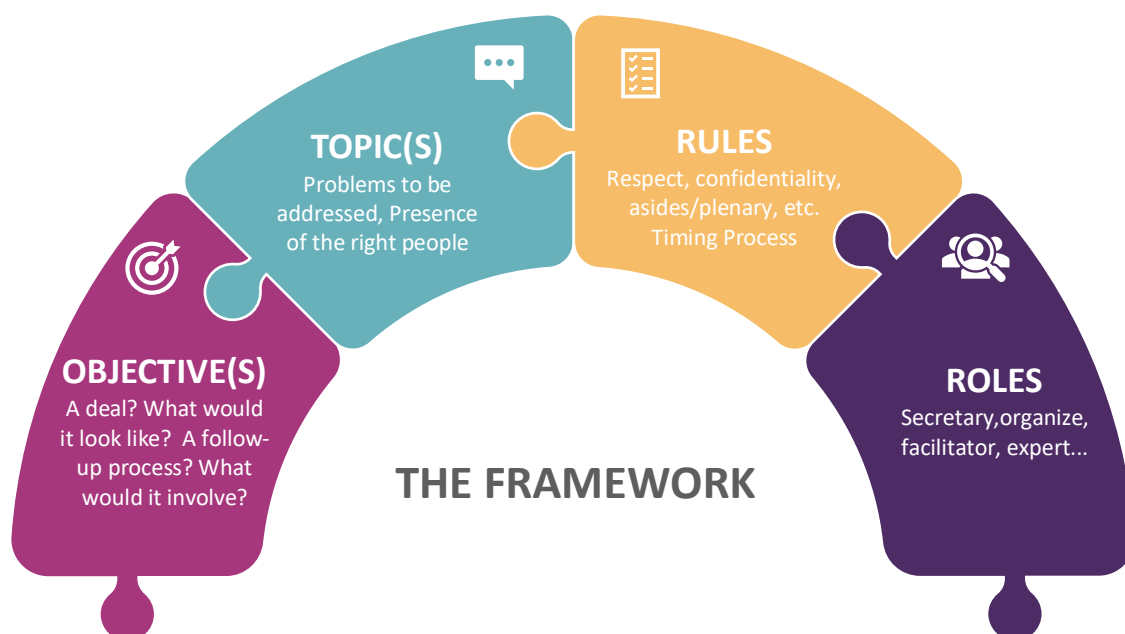 TOPIC(S)
Problems to be
addressed, Presence
of the right people
RULES
Respect, confidentiality,
asides/plenary, etc.
Timing Process
OBJECTIVE(S)
A deal? What would
it look like?  A follow-
up process? What
would it involve?
ROLES
Secretary,organize,
facilitator, expert...
THE FRAMEWORK